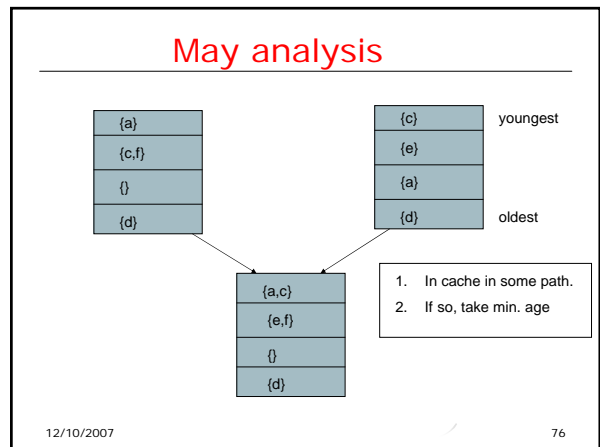 May analysis
{a}
{c,f}
{}
{d}
{c} youngest
{e}
{a}
{d} oldest
{a,c}
{e,f}
{}
{d}
1. In cache in some path.
2. If so, take min. age
12/10/2007 76